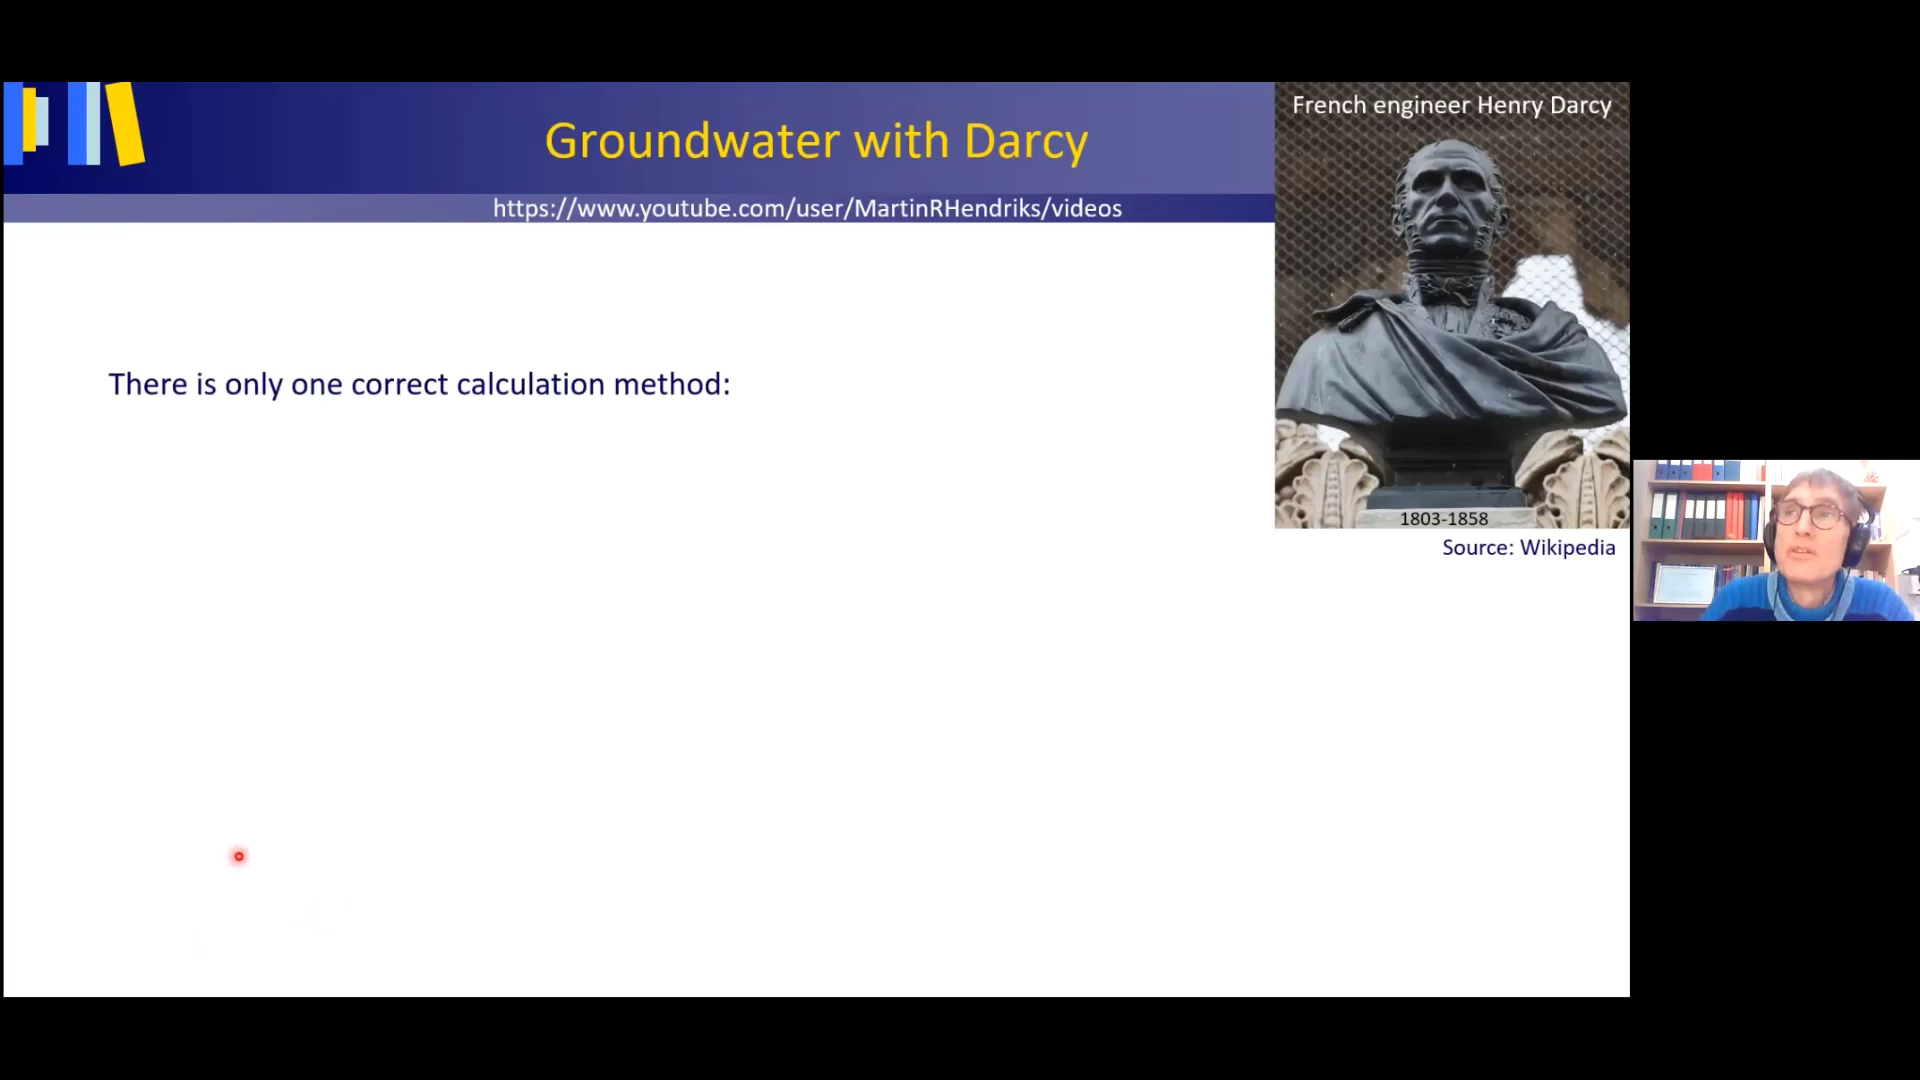 Groundwater with Darcy
https://www.youtube.com/user/MartinRHendriks/videos
French engineer Henry Darcy
There is only one correct calculation method:
1803-1858
Source: Wikipedia